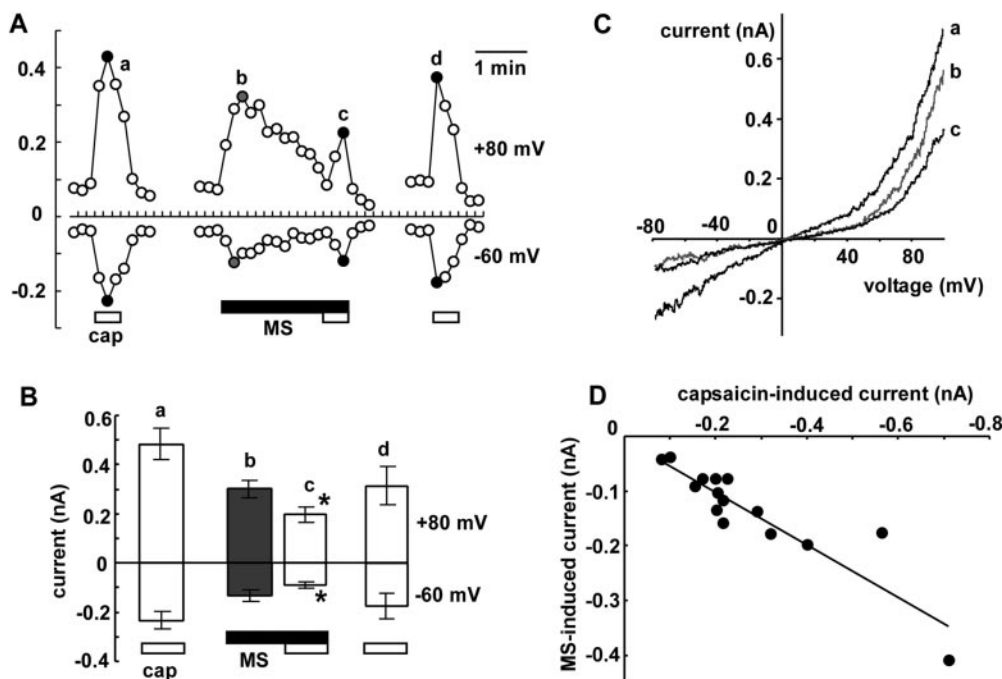 A
0.4
0.2
0
-0.2
a
b
c
d
1 min
+80 mV
-60 mV
cap
MS
B
current (nA)
0.6
0.4
0.2
0
-0.2
-0.4
a
b
c
d
*
*
+80 mV
-60 mV
cap
MS
C
current (nA)
0.6
0.4
0.2
0
-0.2
-80
-40
0
40
80
voltage (mV)
a
b
c
D
capsaicin-induced current (nA)
0
-0.2
-0.4
-0.6
-0.8
0
-0.1
-0.2
-0.3
-0.4
MS-induced current (nA)